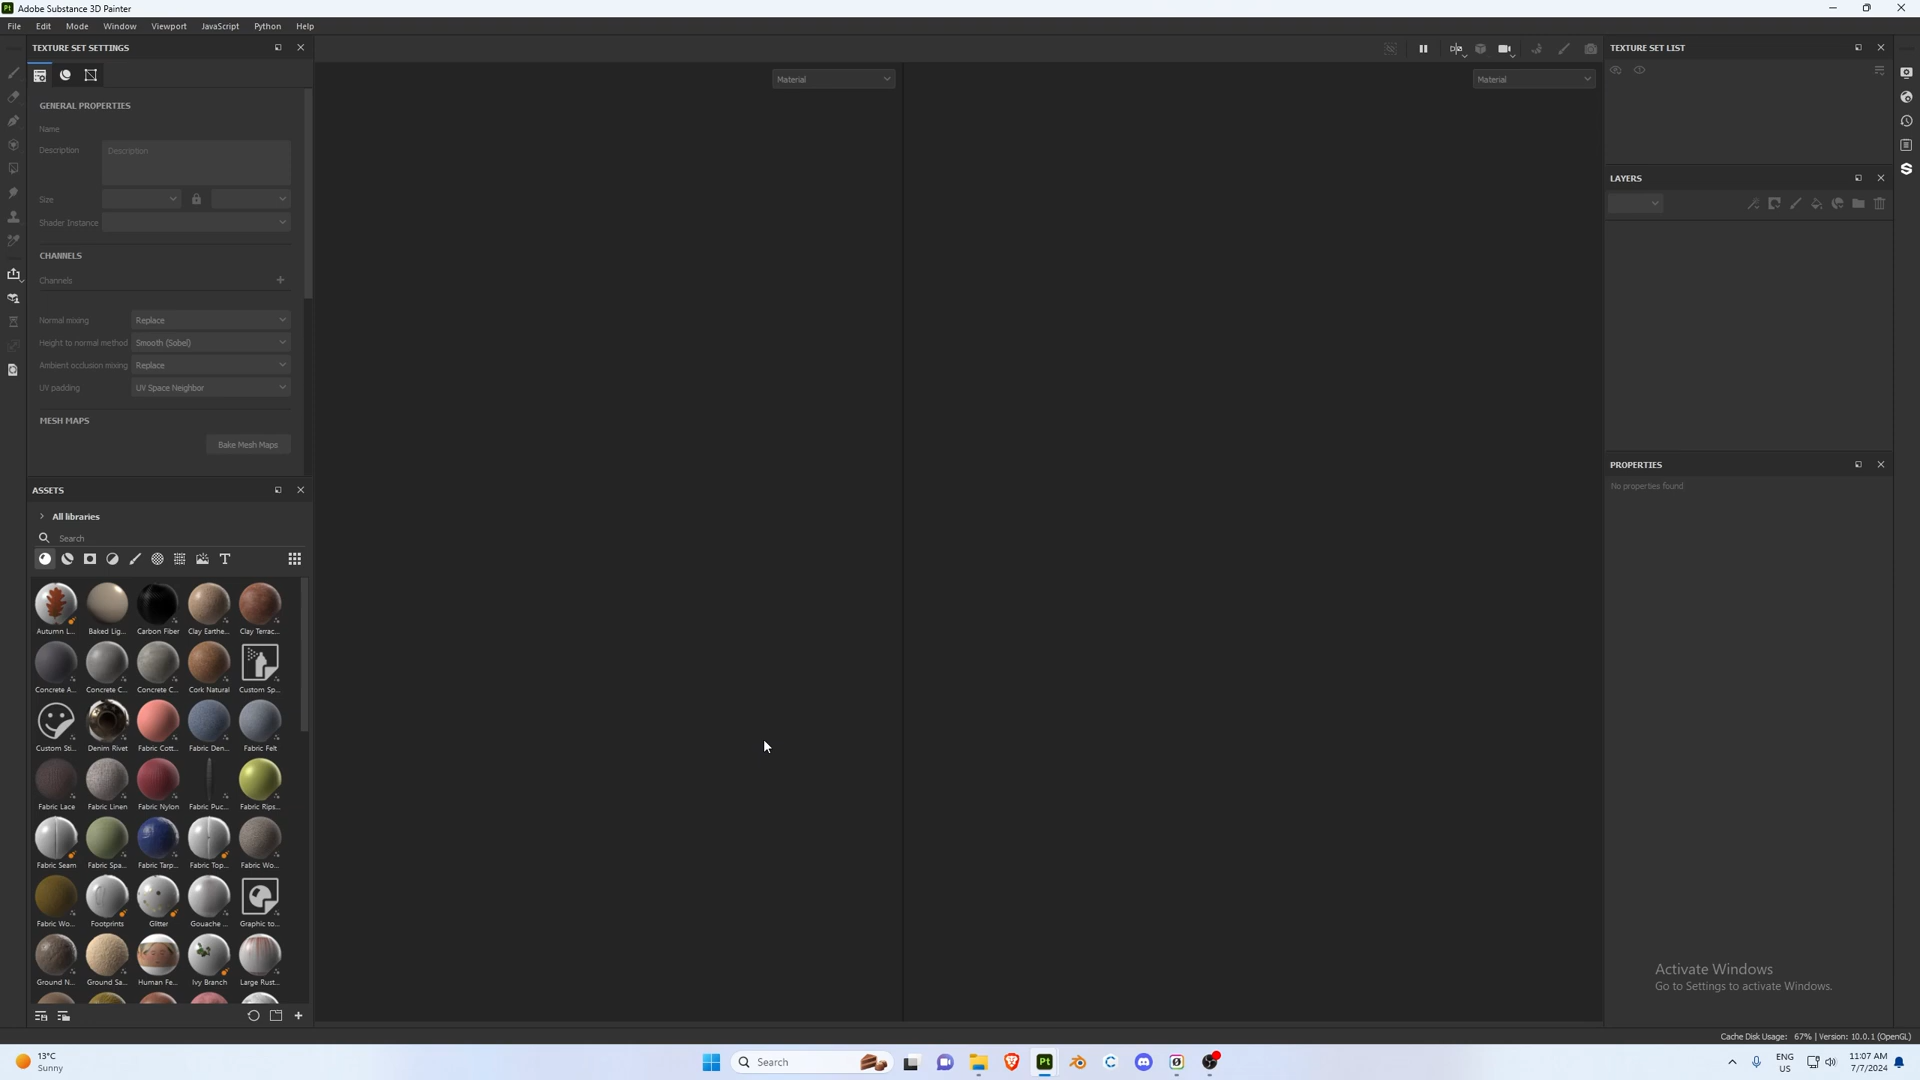 Adobe Substance 3D Painter
File Edit Mode Window Viewport JavaScript Python Help
TEXTURE SET SETTINGS
GENERAL PROPERTIES
Name
Description Description
Size
Shader Instance
CHANNELS
Channels
Normal mixing Replace
Height to normal method Smooth (Sobel)
Ambient occlusion mixing Replace
UV padding UV Space Neighbor
MESH MAPS
Bake Mesh Maps
ASSETS
All libraries
Search
Autumn L... Baked Lig... Carbon Fiber Clay Earthe... Clay Terrac...
Concrete A... Concrete C... Concrete C... Cork Natural Custom Sp...
Custom Sti... Denim Rivet Fabric Cott... Fabric Den... Fabric Felt
Fabric Lace Fabric Linen Fabric Nylon Fabric Puc... Fabric Rips...
Fabric Seam Fabric Spa... Fabric Tarp... Fabric Top... Fabric Wo...
Fabric Wo... Footprints Glitter Gouache ... Graphic to...
Ground N... Ground Sa... Human Fe... Ivy Branch Large Rust...
Material
Material
TEXTURE SET LIST
LAYERS
PROPERTIES
No properties found
Activate Windows
Go to Settings to activate Windows.
Cache Disk Usage: 67% | Version: 10.0.1 (OpenGL)
13°C
Sunny
Search
ENG
US
11:07 AM
7/7/2024